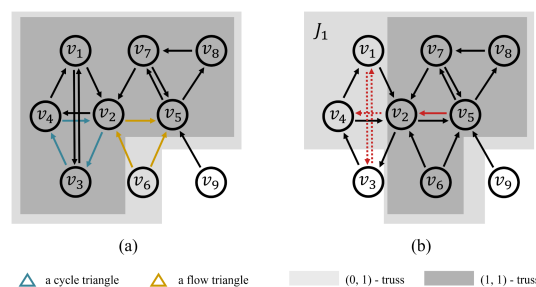 J₁
v₁ v₇ v₈
v₄ v₂ v₅
v₃ v₆ v₉
v₁ v₇ v₈
v₄ v₂ v₅
v₃ v₆ v₉
(a) (b)
a cycle triangle a flow triangle (0, 1) - truss (1, 1) - truss